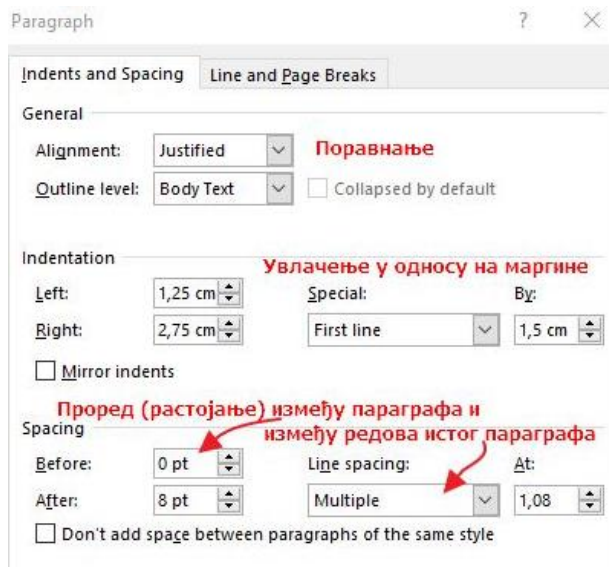 Paragraph ? ×
Indents and Spacing Line and Page Breaks
General
Alignment: Justified Поравнање
Outline level: Body Text Collapsed by default
Indentation Увлачење у односу на маргине
Left: 1,25 cm Special: By:
Right: 2,75 cm First line 1,5 cm
Mirror indents
Проред (растојање) између параграфа и
Spacing између редова истог параграфа
Before: 0 pt Line spacing: At:
After: 8 pt Multiple 1,08
Don't add space between paragraphs of the same style